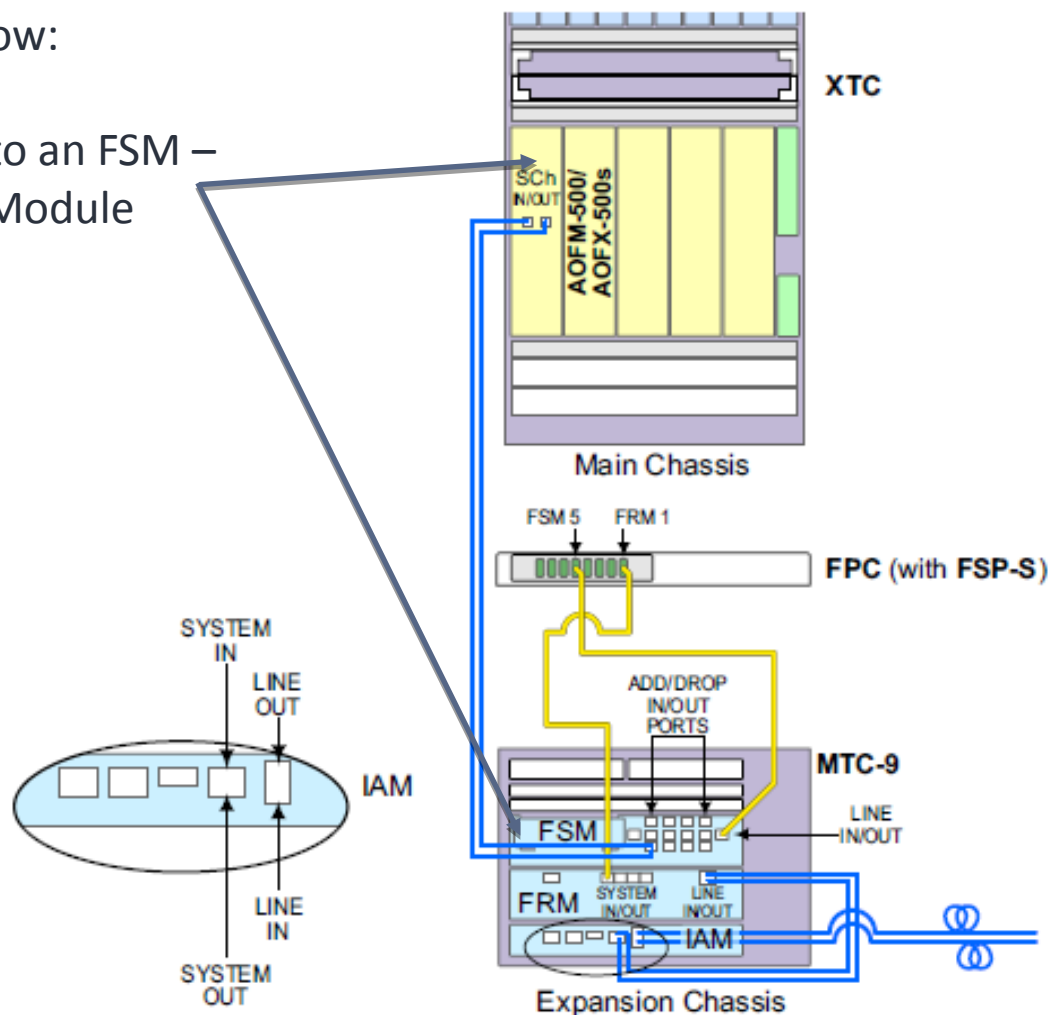 ow:
to an FSM –
Module
XTC
SCh
IN/OUT
AOFM-500/
AOFX-500s
Main Chassis
FSM 5
FRM 1
FPC (with FSP-S)
SYSTEM
IN
LINE
OUT
IAM
LINE
IN
SYSTEM
OUT
ADD/DROP
IN/OUT
PORTS
MTC-9
FSM
LINE
IN/OUT
FRM
SYSTEM
IN/OUT
LINE
IN/OUT
IAM
Expansion Chassis